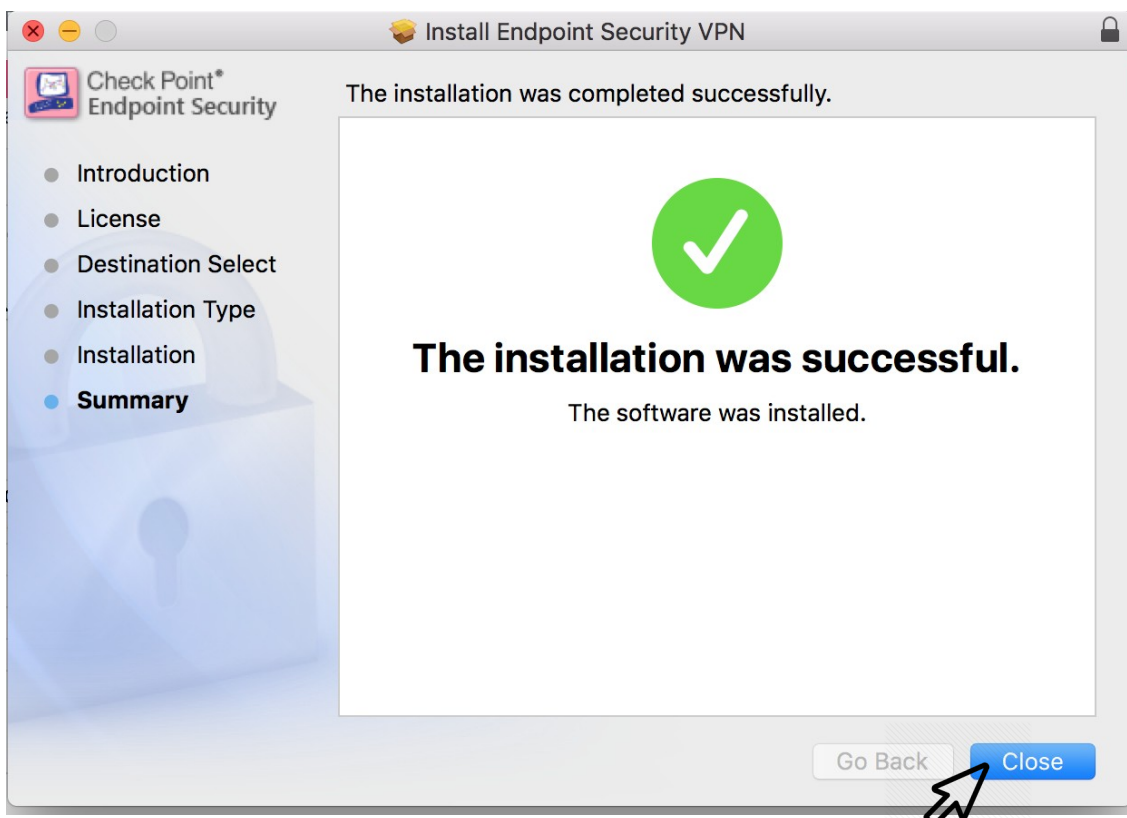 Install Endpoint Security VPN
Check Point®
Endpoint Security
The installation was completed successfully.
Introduction
License
Destination Select
Installation Type
Installation
Summary
The installation was successful.
The software was installed.
Go Back
Close